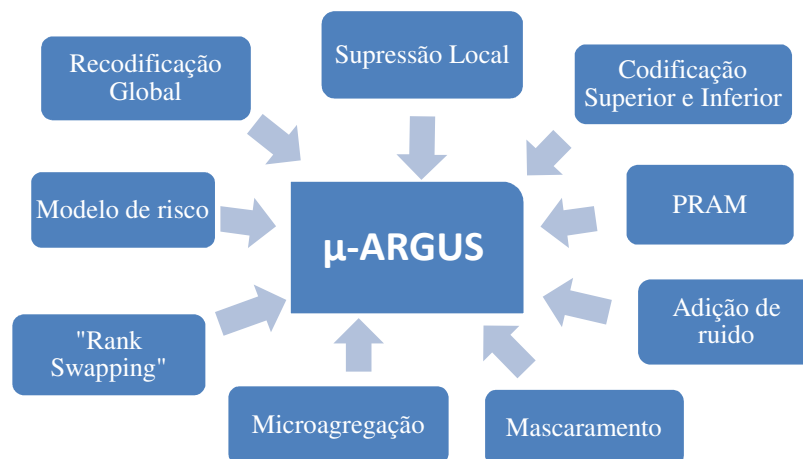 Recodificação
Global
Supressão Local
Codificação
Superior e Inferior
Modelo de risco
µ-ARGUS
PRAM
"Rank
Swapping"
Adição de
ruido
Microagregação
Mascaramento